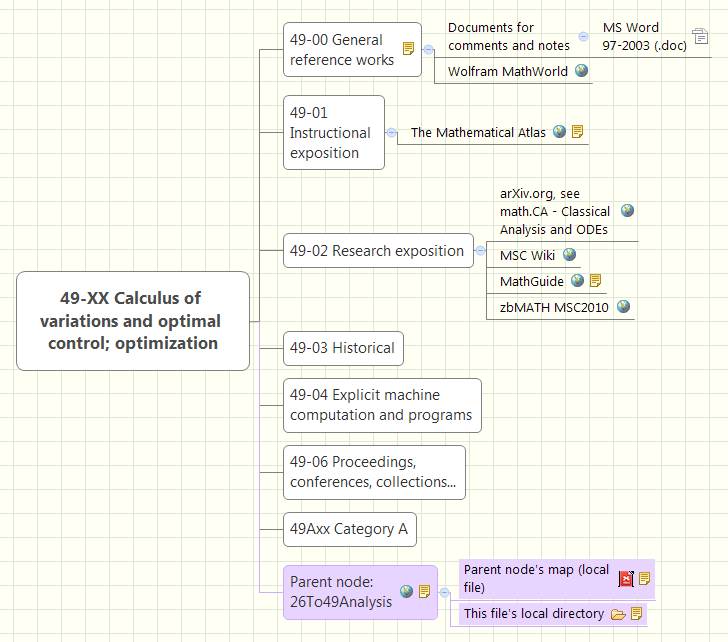 49-XX Calculus of
variations and optimal
control; optimization
49-00 General
reference works
Documents for
comments and notes
MS Word
97-2003 (.doc)
Wolfram MathWorld
49-01
Instructional
exposition
The Mathematical Atlas
49-02 Research exposition
arXiv.org, see
math.CA - Classical
Analysis and ODEs
MSC Wiki
MathGuide
zbMATH MSC2010
49-03 Historical
49-04 Explicit machine
computation and programs
49-06 Proceedings,
conferences, collections...
49Axx Category A
Parent node:
26To49Analysis
Parent node's map (local
file)
This file's local directory